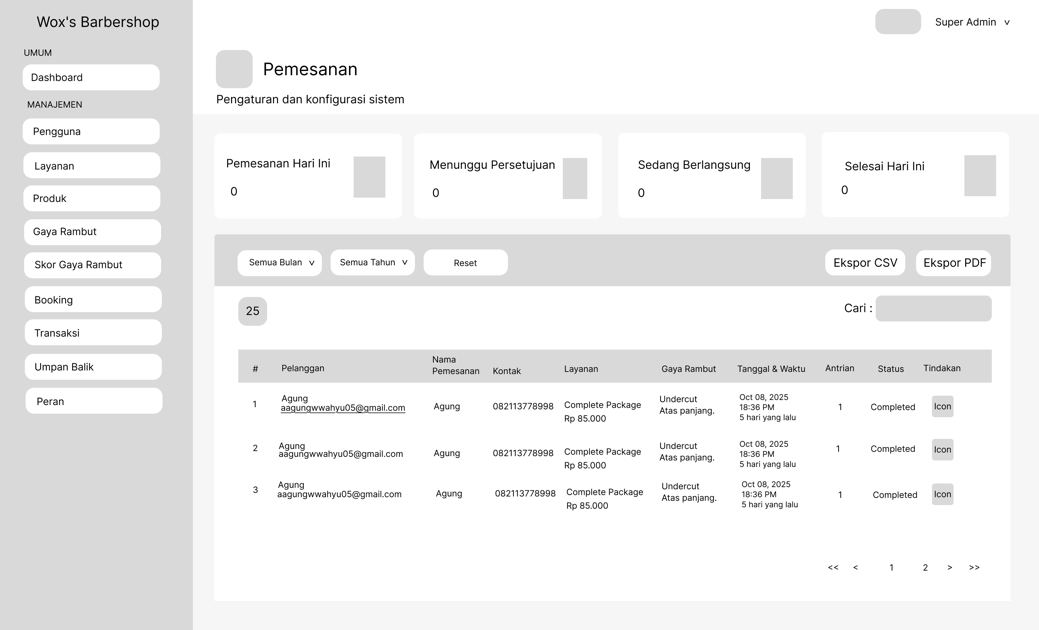 Wox's Barbershop
Super Admin v
UMUM
Dashboard
MANAJEMEN
Pengguna
Layanan
Produk
Gaya Rambut
Skor Gaya Rambut
Booking
Transaksi
Umpan Balik
Peran
Pemesanan
Pengaturan dan konfigurasi sistem
Pemesanan Hari Ini
0
Menunggu Persetujuan
0
Sedang Berlangsung
0
Selesai Hari Ini
0
Semua Bulan v Semua Tahun v Reset Ekspor CSV Ekspor PDF
25 Cari :
# Pelanggan Nama Pemesanan Kontak Layanan Gaya Rambut Tanggal & Waktu Antrian Status Tindakan
1 Agung aagungwwahyu05@gmail.com Agung 082113778998 Complete Package Rp 85.000 Undercut Atas panjang. Oct 08, 2025 18:36 PM 5 hari yang lalu 1 Completed Icon
2 Agung aagungwwahyu05@gmail.com Agung 082113778998 Complete Package Rp 85.000 Undercut Atas panjang. Oct 08, 2025 18:36 PM 5 hari yang lalu 1 Completed Icon
3 Agung aagungwwahyu05@gmail.com Agung 082113778998 Complete Package Rp 85.000 Undercut Atas panjang. Oct 08, 2025 18:36 PM 5 hari yang lalu 1 Completed Icon
<< < 1 2 > >>